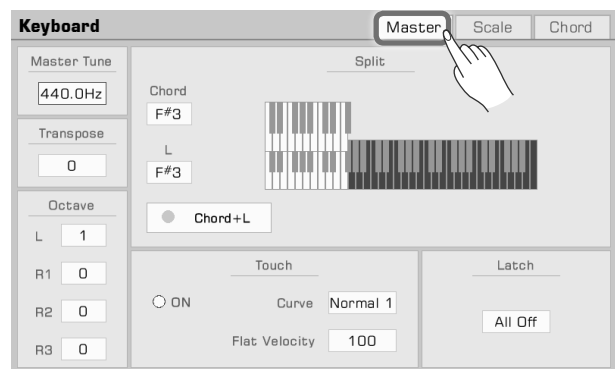 Keyboard
Master Scale Chord
Master Tune
440.0Hz
Transpose
0
Octave
L 1
R1 0
R2 0
R3 0
Split
Chord
F#3
L
F#3
Chord+L
Touch
ON Curve Normal 1
Flat Velocity 100
Latch
All Off